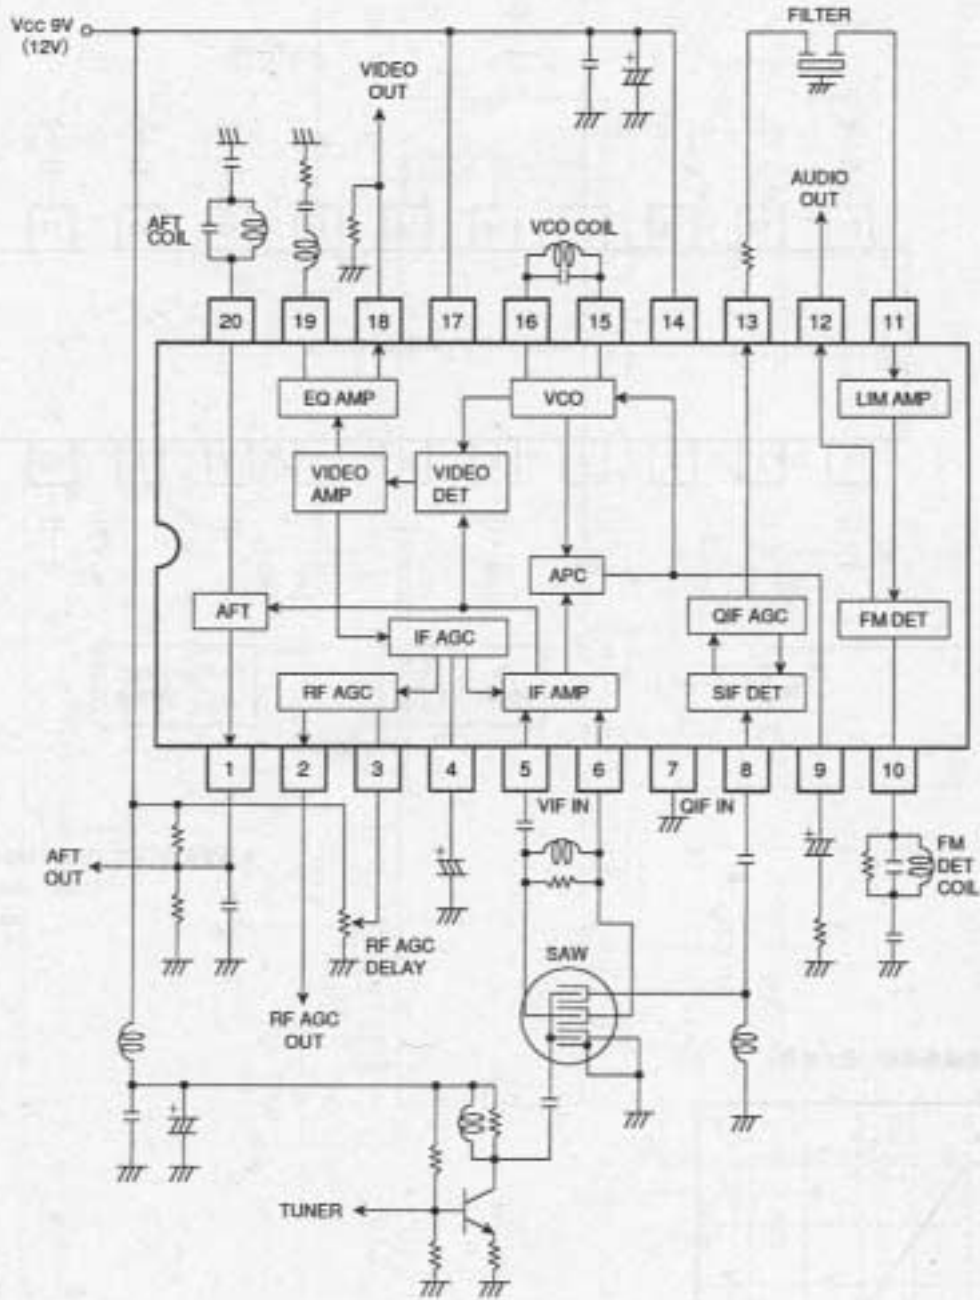 Vcc 9V
(12V)
FILTER
VIDEO
OUT
AUDIO
OUT
AFT
COIL
VCO COIL
20
19
18
17
16
15
14
13
12
11
EQ AMP
VCO
LIM AMP
VIDEO
AMP
VIDEO
DET
APC
AFT
IF AGC
QIF AGC
FM DET
RF AGC
IF AMP
SIF DET
1
2
3
4
5
6
7
8
9
10
VIF IN
QIF IN
AFT
OUT
RF AGC
DELAY
FM
DET
COIL
SAW
RF AGC
OUT
TUNER